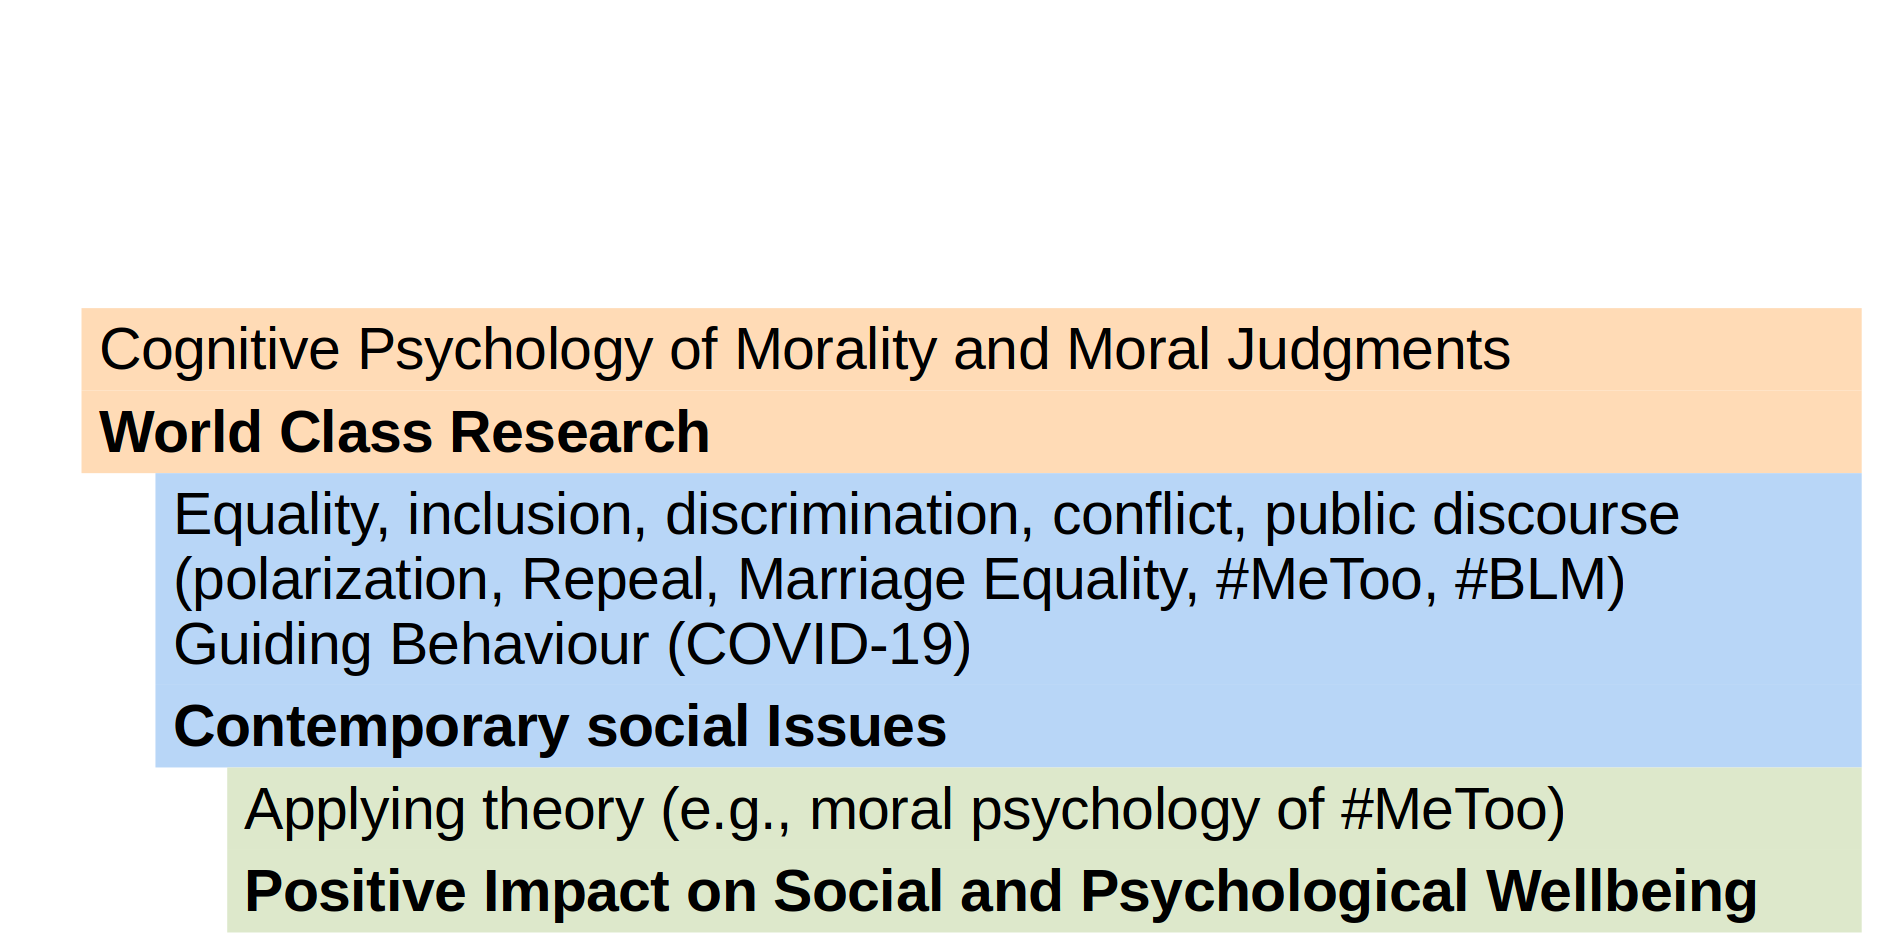 Cognitive Psychology of Morality and Moral Judgments
World Class Research
Equality, inclusion, discrimination, conflict, public discourse
(polarization, Repeal, Marriage Equality, #MeToo, #BLM)
Guiding Behaviour (COVID-19)
Contemporary social Issues
Applying theory (e.g., moral psychology of #MeToo)
Positive Impact on Social and Psychological Wellbeing